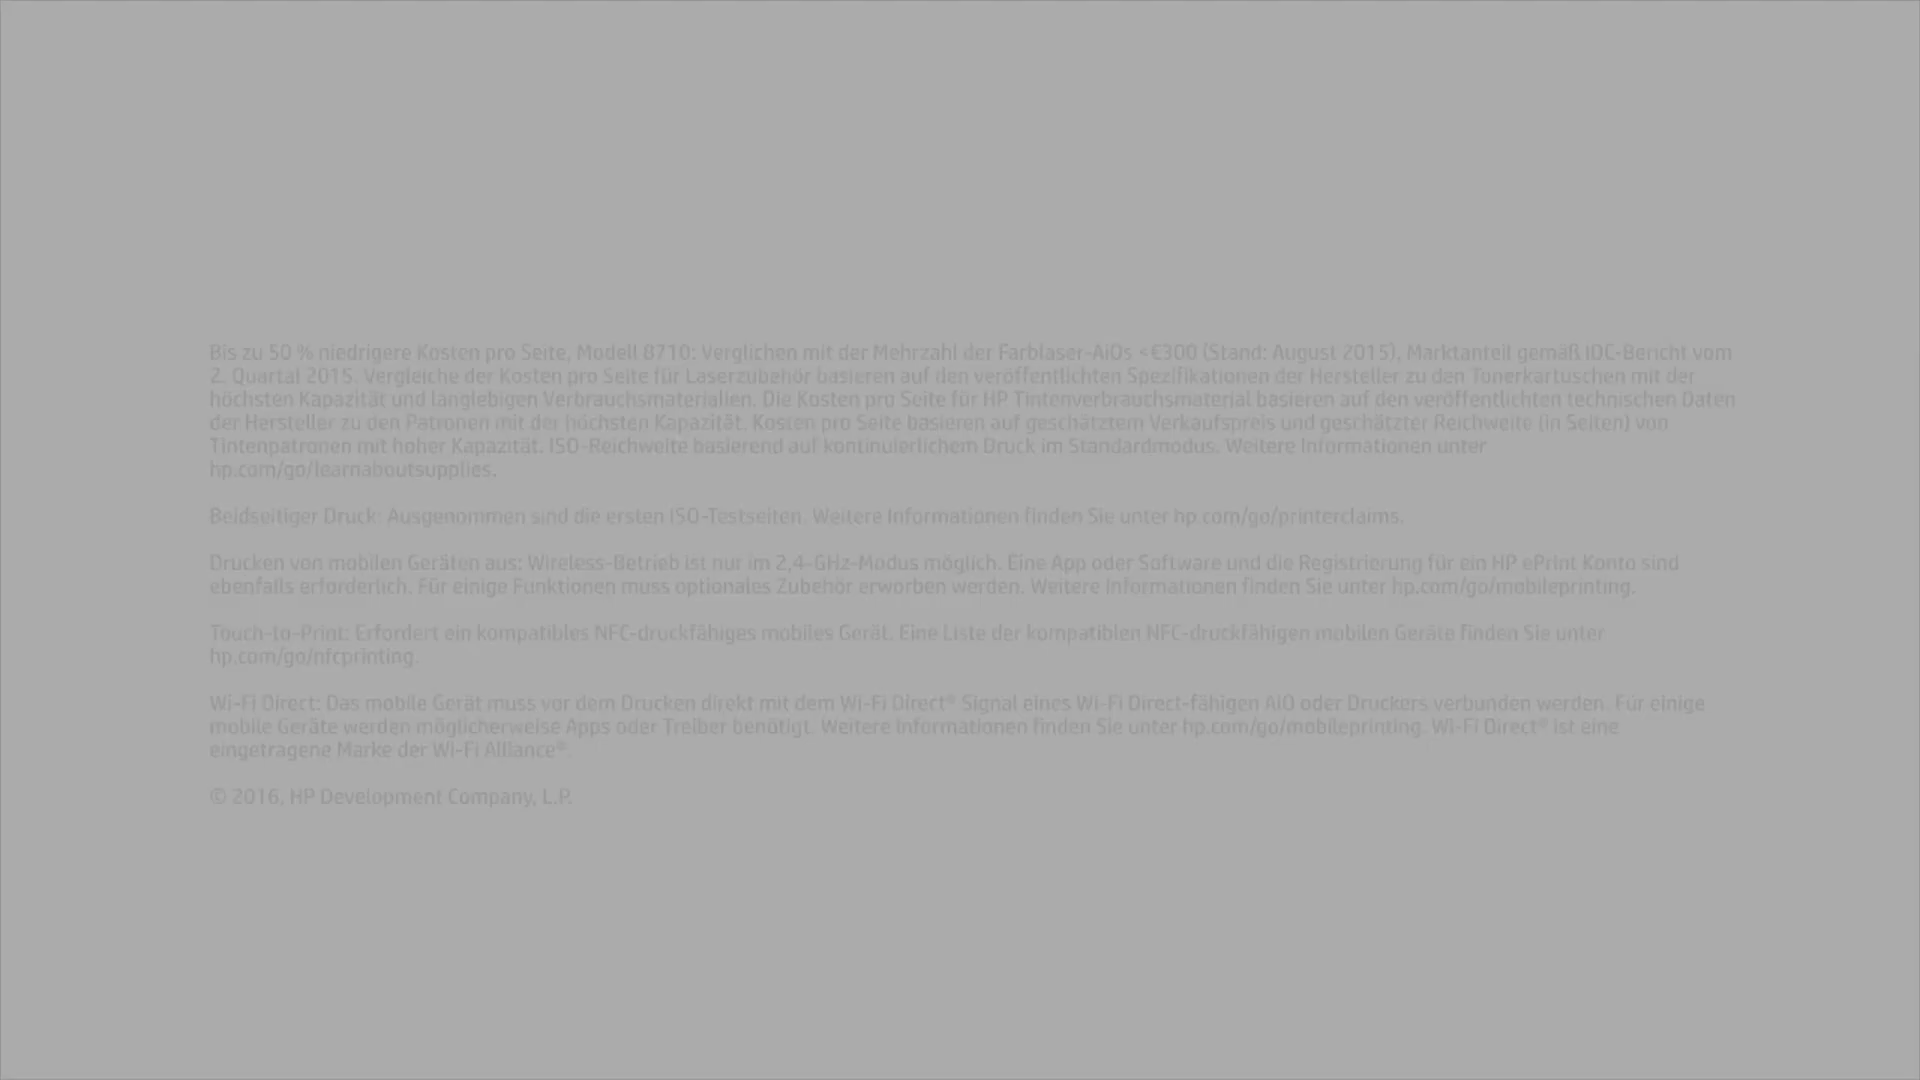 Bis zu 50 % niedrigere Kosten pro Seite, Modell 8710: Verglichen mit der Mehrzahl der Farblaser-AiOs <€300 (Stand: August 2015), Marktanteil gemäß IDC-Bericht vom
2. Quartal 2015. Vergleiche der Kosten pro Seite für Laserzubehör basieren auf den veröffentlichten Spezifikationen der Hersteller zu den Tonerkartuschen mit der
höchsten Kapazität und langlebigen Verbrauchsmaterialien. Die Kosten pro Seite für HP Tintenverbrauchsmaterial basieren auf den veröffentlichten technischen Daten
der Hersteller zu den Patronen mit der höchsten Kapazität. Kosten pro Seite basieren auf geschätztem Verkaufspreis und geschätzter Reichweite (in Seiten) von
Tintenpatronen mit hoher Kapazität. ISO-Reichweite basierend auf kontinuierlichem Druck im Standardmodus. Weitere Informationen unter
hp.com/go/learnaboutsupplies.
Beidseitiger Druck: Ausgenommen sind die ersten ISO-Testseiten. Weitere Informationen finden Sie unter hp.com/go/printerclaims.
Drucken von mobilen Geräten aus: Wireless-Betrieb ist nur im 2,4-GHz-Modus möglich. Eine App oder Software und die Registrierung für ein HP ePrint Konto sind
ebenfalls erforderlich. Für einige Funktionen muss optionales Zubehör erworben werden. Weitere Informationen finden Sie unter hp.com/go/mobileprinting.
Touch-to-Print: Erfordert ein kompatibles NFC-druckfähiges mobiles Gerät. Eine Liste der kompatiblen NFC-druckfähigen mobilen Geräte finden Sie unter
hp.com/go/nfcprinting.
Wi-Fi Direct: Das mobile Gerät muss vor dem Drucken direkt mit dem Wi-Fi Direct® Signal eines Wi-Fi Direct-fähigen AiO oder Druckers verbunden werden. Für einige
mobile Geräte werden möglicherweise Apps oder Treiber benötigt. Weitere Informationen finden Sie unter hp.com/go/mobileprinting. Wi-Fi Direct® ist eine
eingetragene Marke der Wi-Fi Alliance®.
© 2016, HP Development Company, L.P.